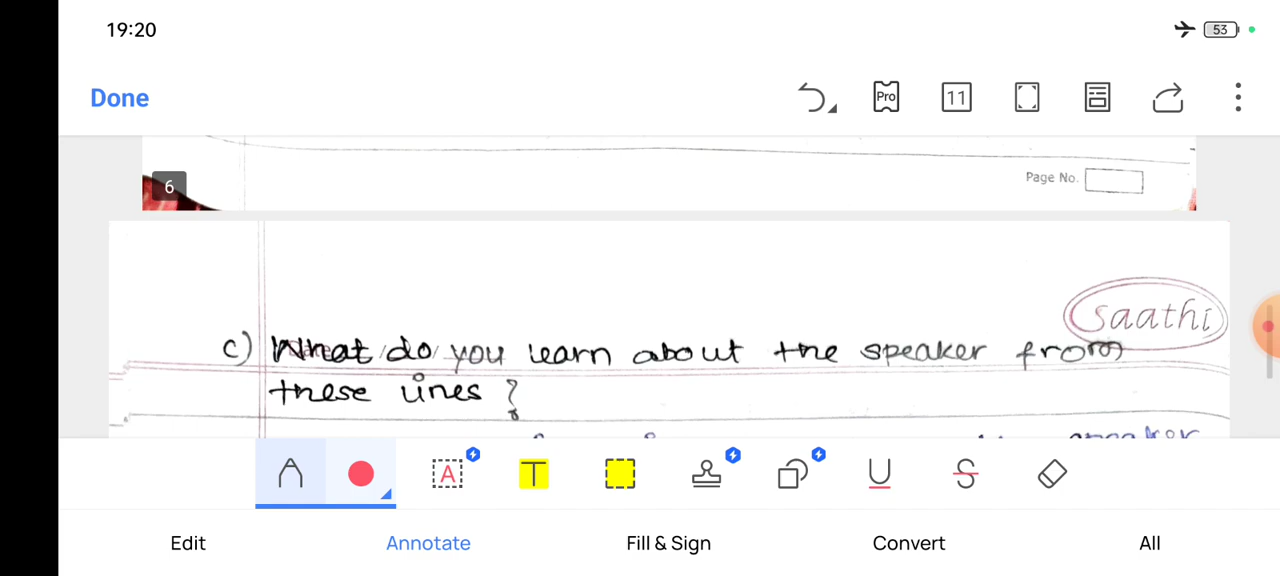 19:20
53
Done
Pro
11
6
Page No.
Saathi
c) What do you learn about the speaker from
these lines?
speaker
A
T
U
S
Edit
Annotate
Fill & Sign
Convert
All